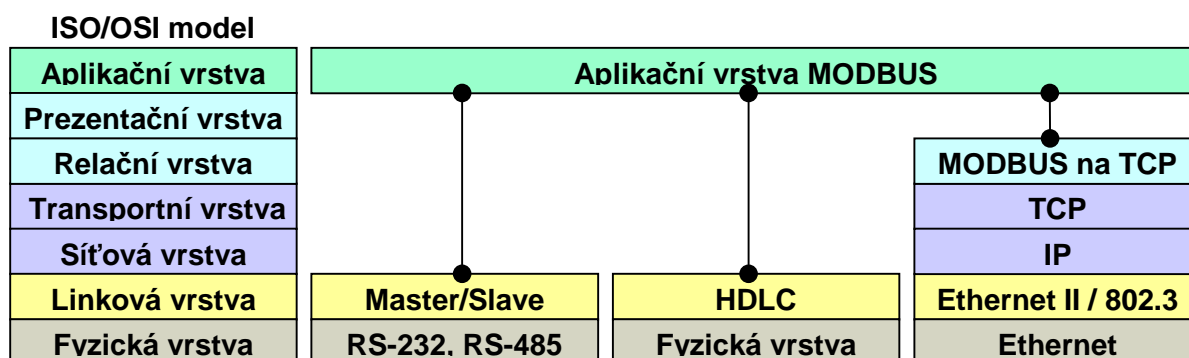 ISO/OSI model
Aplikační vrstva Aplikační vrstva MODBUS
Prezentační vrstva
Relační vrstva MODBUS na TCP
Transportní vrstva TCP
Síťová vrstva IP
Linková vrstva Master/Slave HDLC Ethernet II / 802.3
Fyzická vrstva RS-232, RS-485 Fyzická vrstva Ethernet